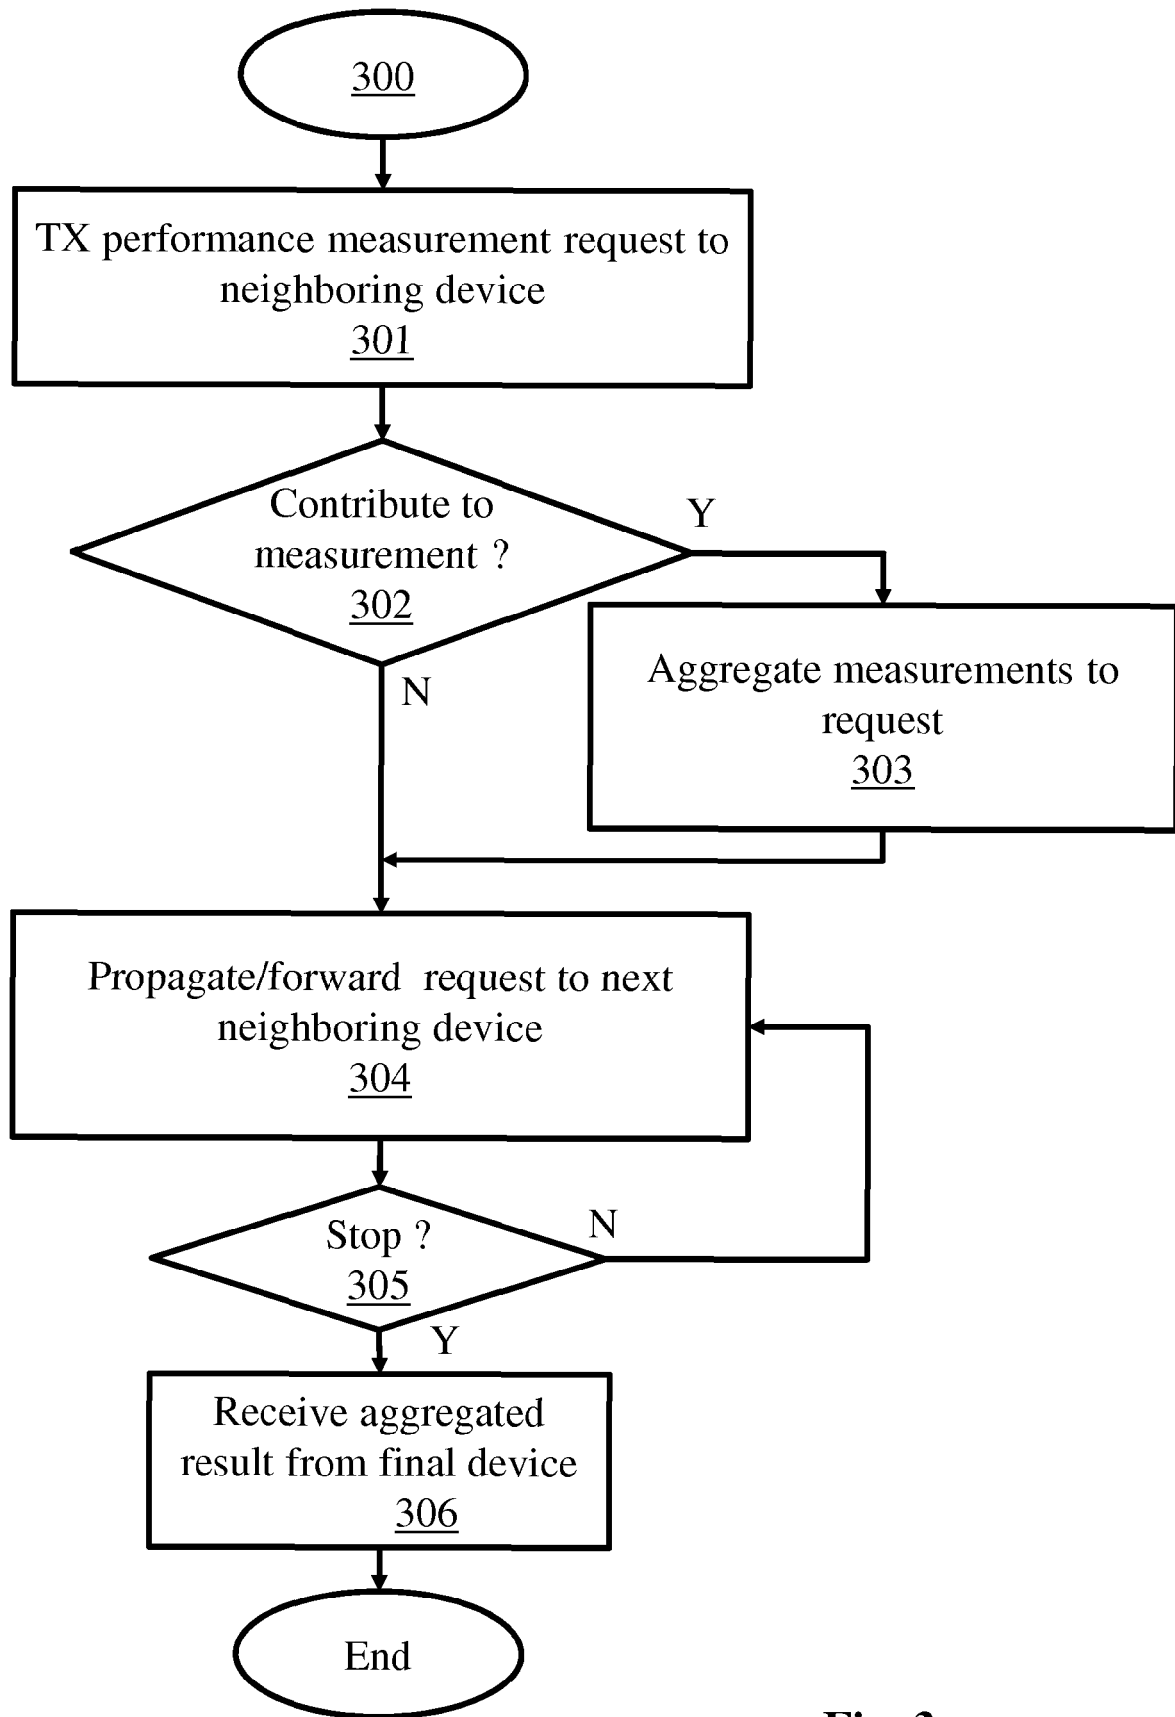 300
TX performance measurement request to
neighboring device
301
Contribute to
measurement ?
302
Y
N
Aggregate measurements to
request
303
Propagate/forward request to next
neighboring device
304
Stop ?
305
N
Y
Receive aggregated
result from final device
306
End